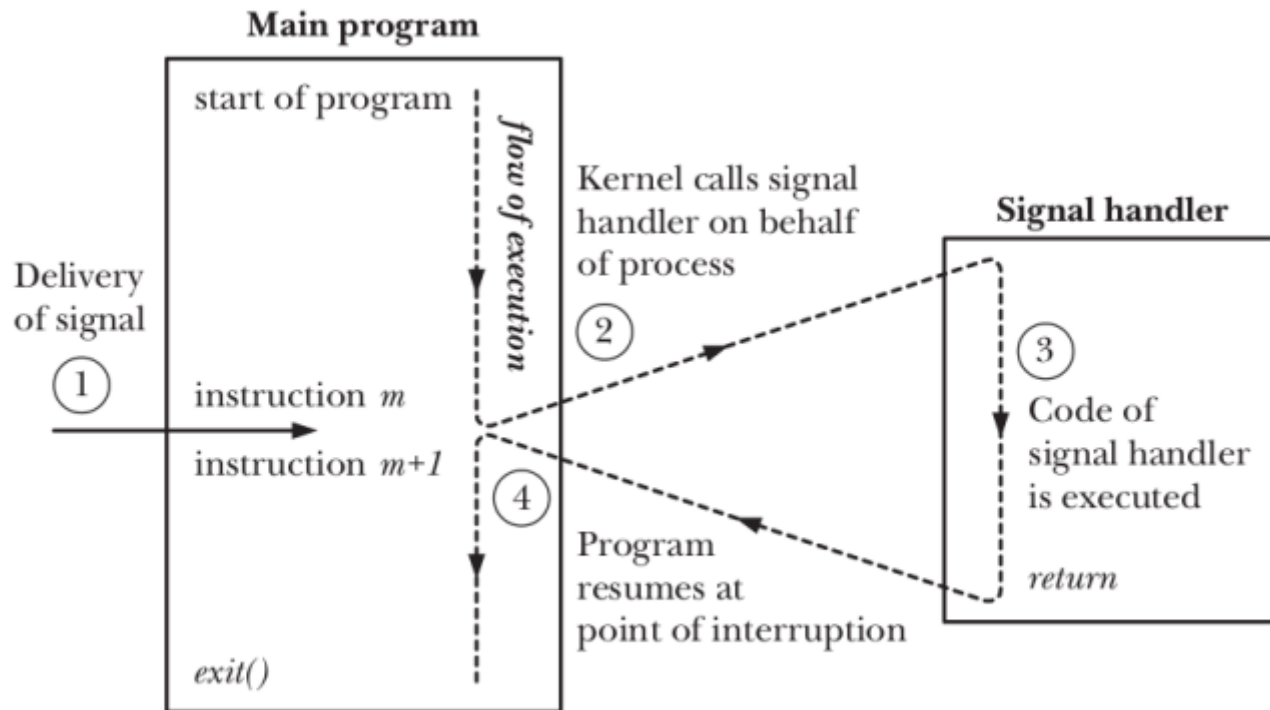 Main program
start of program
flow of execution
Kernel calls signal
handler on behalf
of process
Signal handler
Delivery
of signal
1
2
3
instruction m
instruction m+1
Code of
signal handler
is executed
4
Program
resumes at
point of interruption
return
exit()